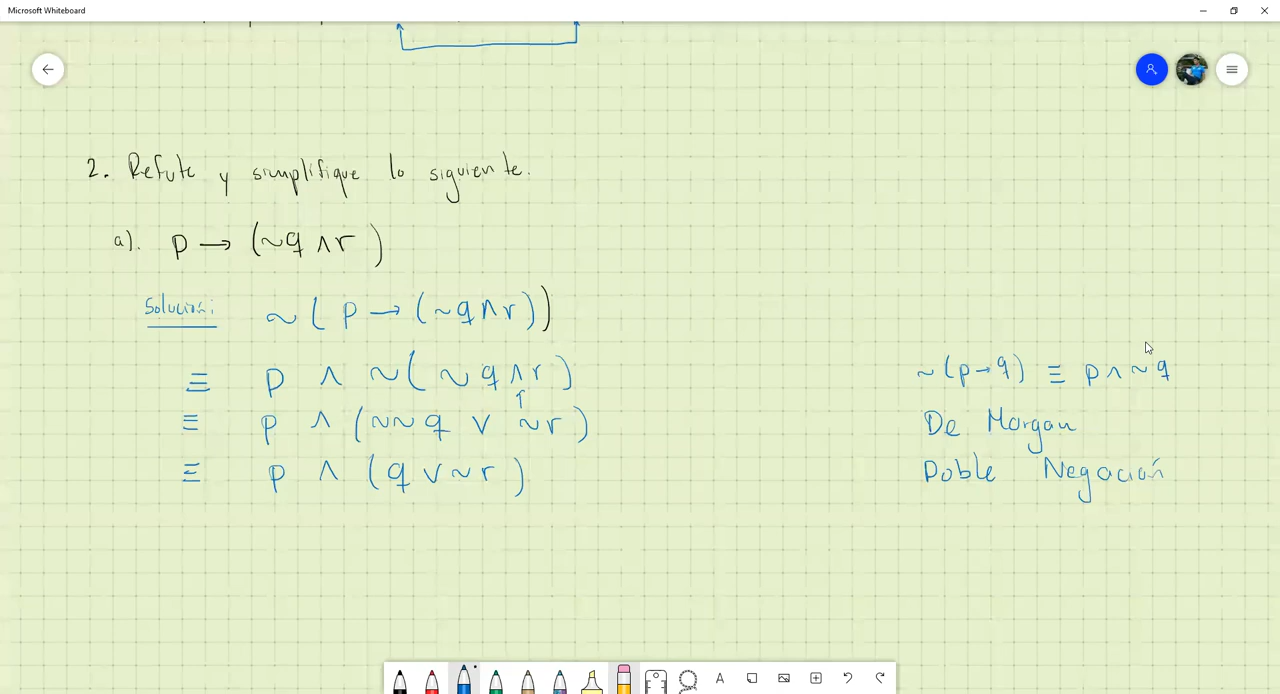 Microsoft Whiteboard
2. Refute y simplifique lo siguiente.
a). p → (~q ∧ r)
Solución: ~(p → (~q ∧ r))
≡ p ∧ ~(~q ∧ r) ~(p → q) ≡ p ∧ ~q
≡ p ∧ (~~q ∨ ~r) De Morgan
≡ p ∧ (q ∨ ~r) Doble Negación